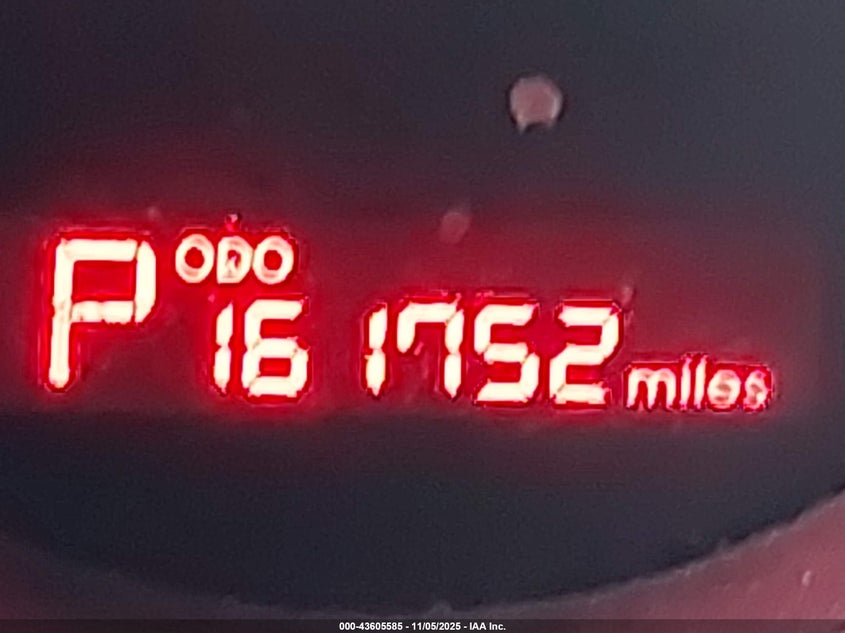 P ODO
161752 miles
000-43605585 - 11/05/2025 - IAA Inc.